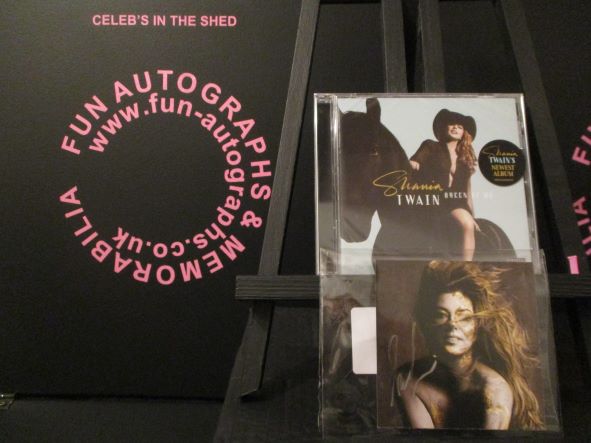 CELEB'S IN THE SHED
FUN AUTOGRAPHS & MEMORABILIA
www.fun-autographs.co.uk
Shania
TWAIN
QUEEN OF ME
Shania
TWAIN'S
NEWEST
ALBUM